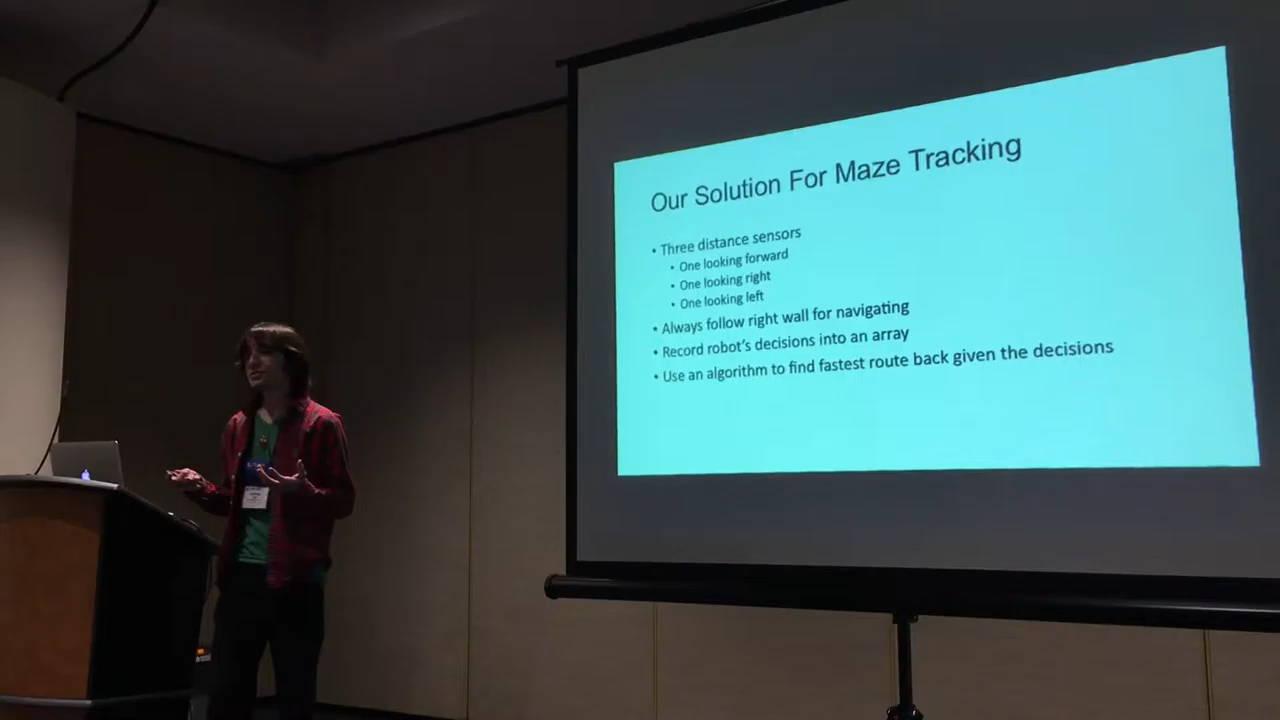 Our Solution For Maze Tracking
• Three distance sensors
• One looking forward
• One looking right
• One looking left
• Always follow right wall for navigating
• Record robot's decisions into an array
• Use an algorithm to find fastest route back given the decisions